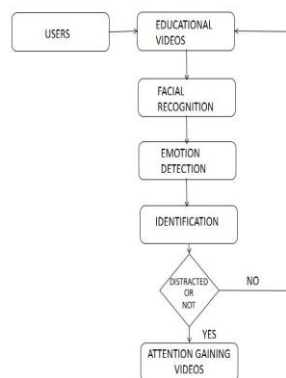 USERS
EDUCATIONAL
VIDEOS
FACIAL
RECOGNITION
EMOTION
DETECTION
IDENTIFICATION
DISTRACTED
OR
NOT
NO
YES
ATTENTION GAINING
VIDEOS